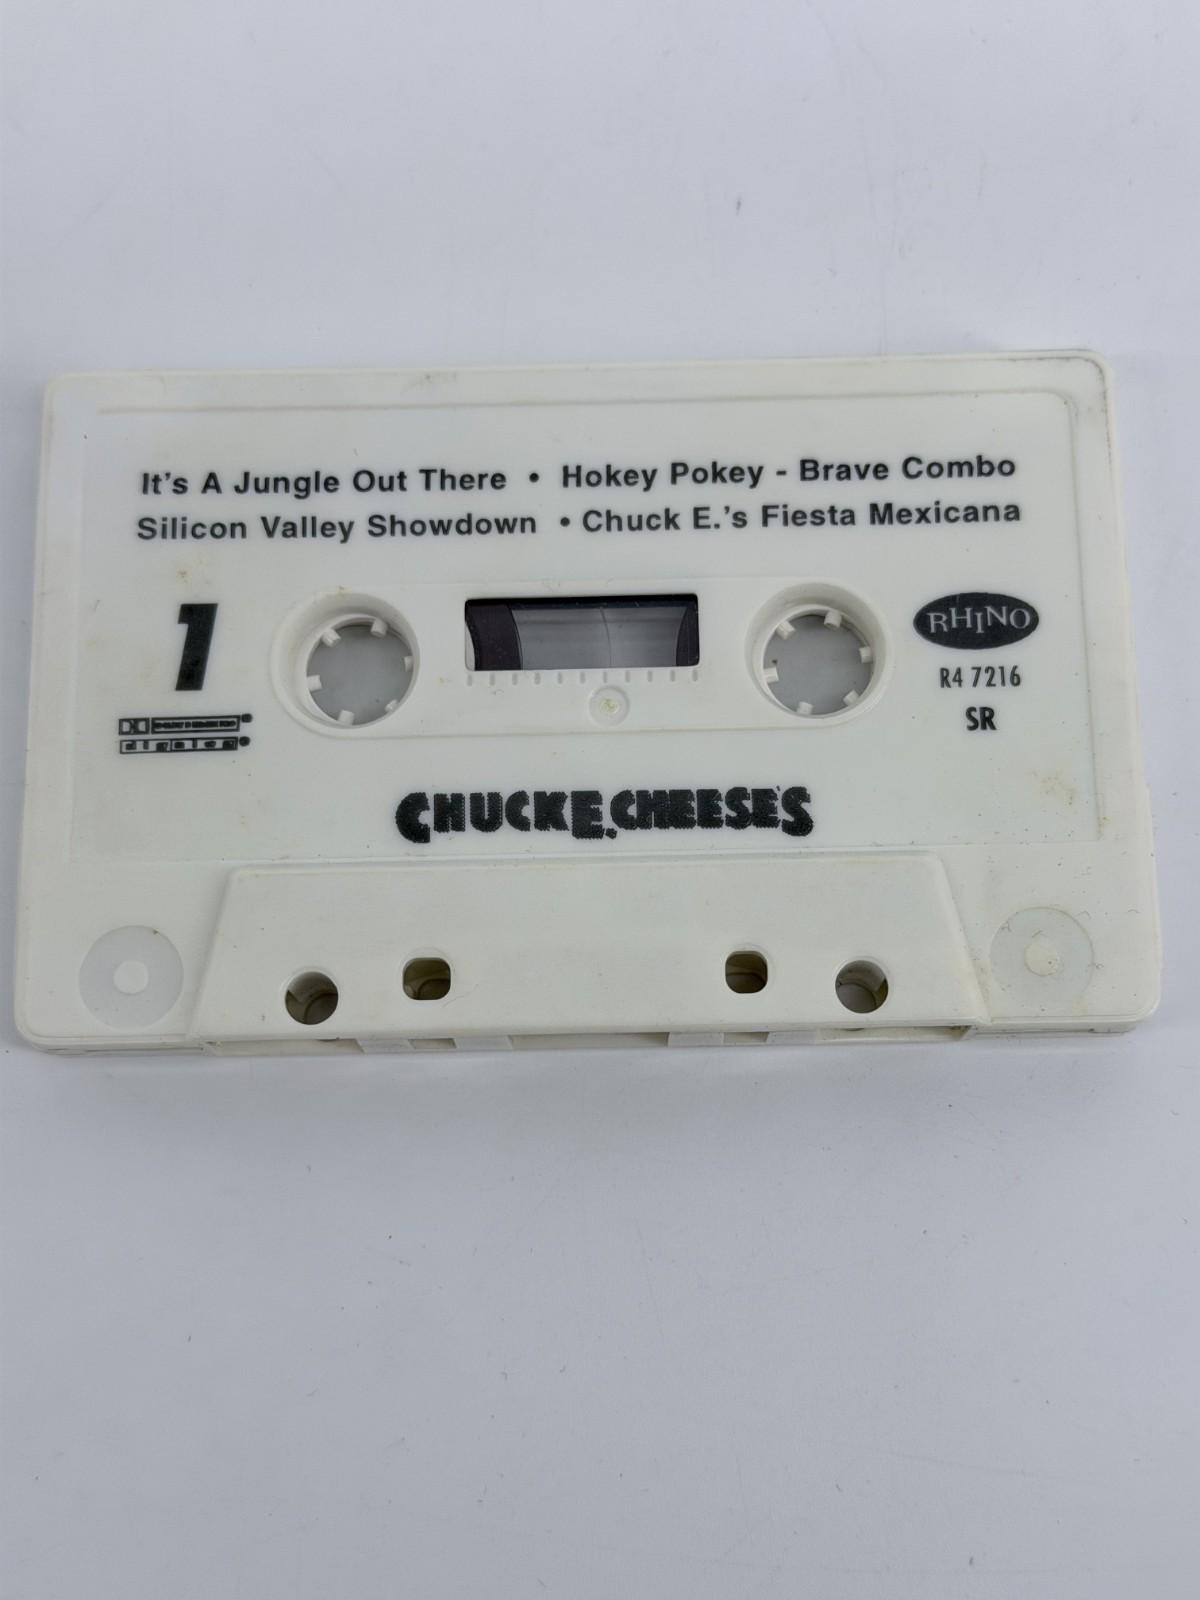 It's A Jungle Out There • Hokey Pokey - Brave Combo
Silicon Valley Showdown • Chuck E.'s Fiesta Mexicana
1
RHINO
R4 7216
SR
digalog
CHUCK E. CHEESE'S